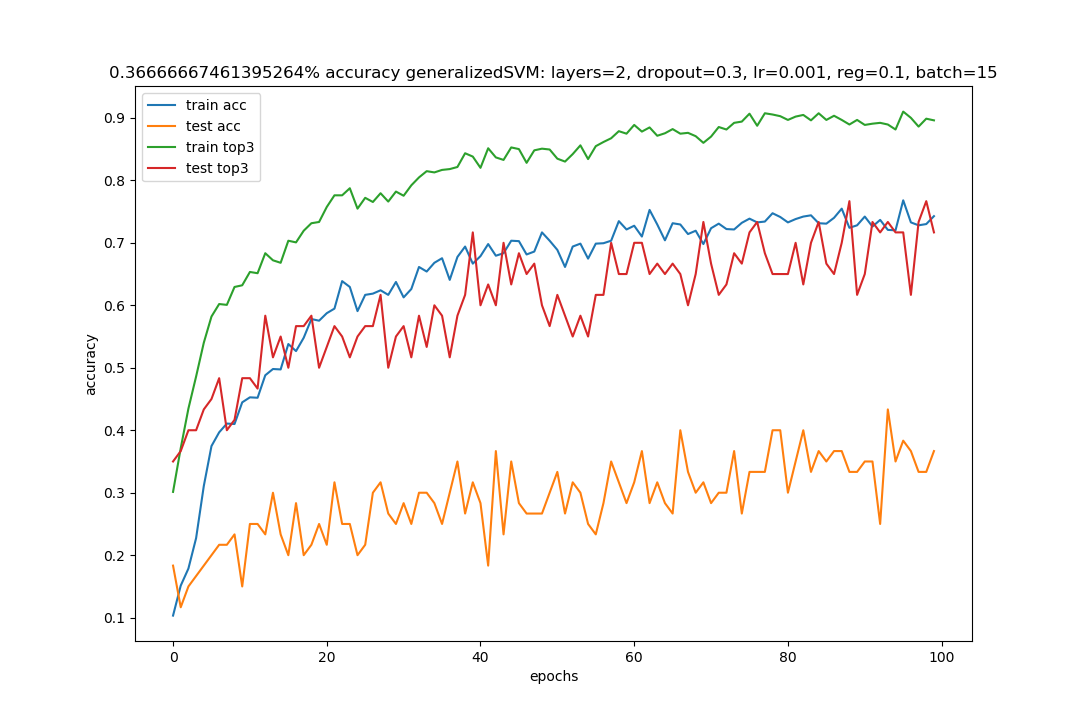 0.36666667461395264% accuracy generalizedSVM: layers=2, dropout=0.3, lr=0.001, reg=0.1, batch=15
train acc
test acc
train top3
test top3
0.9
0.8
0.7
0.6
0.5
0.4
0.3
0.2
0.1
accuracy
0 20 40 60 80 100
epochs